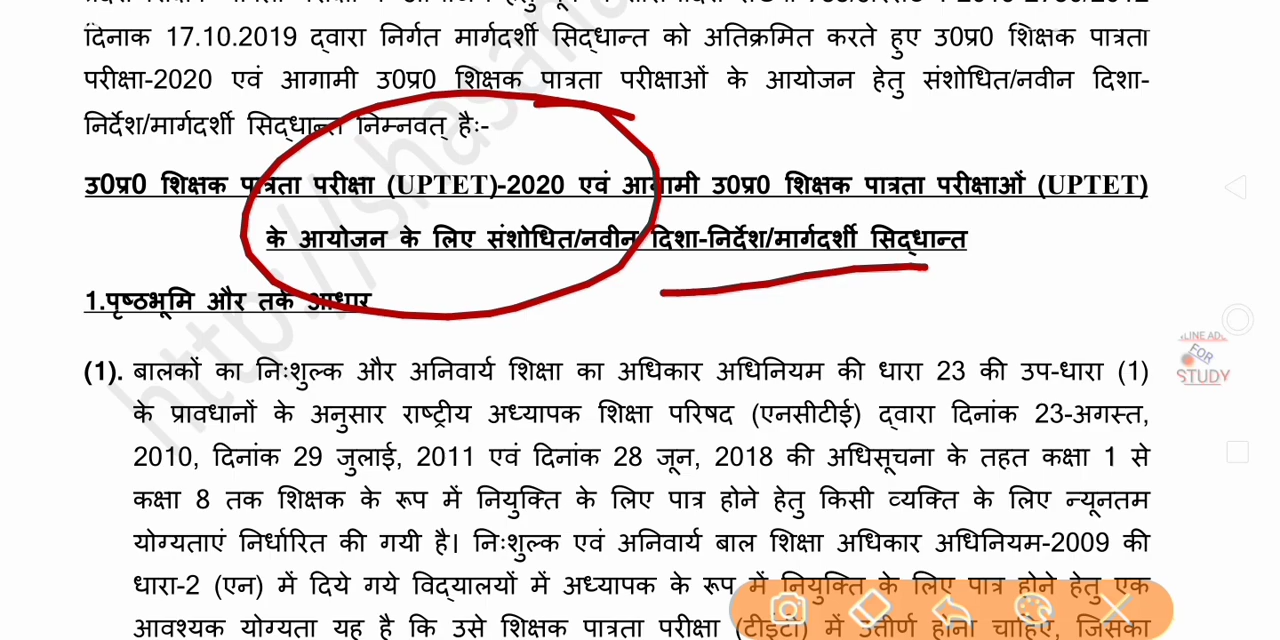 दिनाक 17.10.2019 द्वारा निर्गत मार्गदर्शी सिद्धान्त को अतिक्रमित करते हुए उ0प्र0 शिक्षक पात्रता
परीक्षा-2020 एवं आगामी उ0प्र0 शिक्षक पात्रता परीक्षाओं के आयोजन हेतु संशोधित/नवीन दिशा-
निर्देश/मार्गदर्शी सिद्धान्त निम्नवत् हैः-
उ0प्र0 शिक्षक पात्रता परीक्षा (UPTET)-2020 एवं आगामी उ0प्र0 शिक्षक पात्रता परीक्षाओं (UPTET)
के आयोजन के लिए संशोधित/नवीन दिशा-निर्देश/मार्गदर्शी सिद्धान्त
1.पृष्ठभूमि और तर्क आधार
(1). बालकों का निःशुल्क और अनिवार्य शिक्षा का अधिकार अधिनियम की धारा 23 की उप-धारा (1)
के प्रावधानों के अनुसार राष्ट्रीय अध्यापक शिक्षा परिषद (एनसीटीई) द्वारा दिनांक 23-अगस्त,
2010, दिनांक 29 जुलाई, 2011 एवं दिनांक 28 जून, 2018 की अधिसूचना के तहत कक्षा 1 से
कक्षा 8 तक शिक्षक के रूप में नियुक्ति के लिए पात्र होने हेतु किसी व्यक्ति के लिए न्यूनतम
योग्यताएं निर्धारित की गयी है। निःशुल्क एवं अनिवार्य बाल शिक्षा अधिकार अधिनियम-2009 की
धारा-2 (एन) में दिये गये विद्यालयों में अध्यापक के रूप में नियुक्ति के लिए पात्र होने हेतु एक
आवश्यक योग्यता यह है कि उसे शिक्षक पात्रता परीक्षा (टीईटी) में उत्तीर्ण होना चाहिए, जिसका
http://shasana
FOR
STUDY